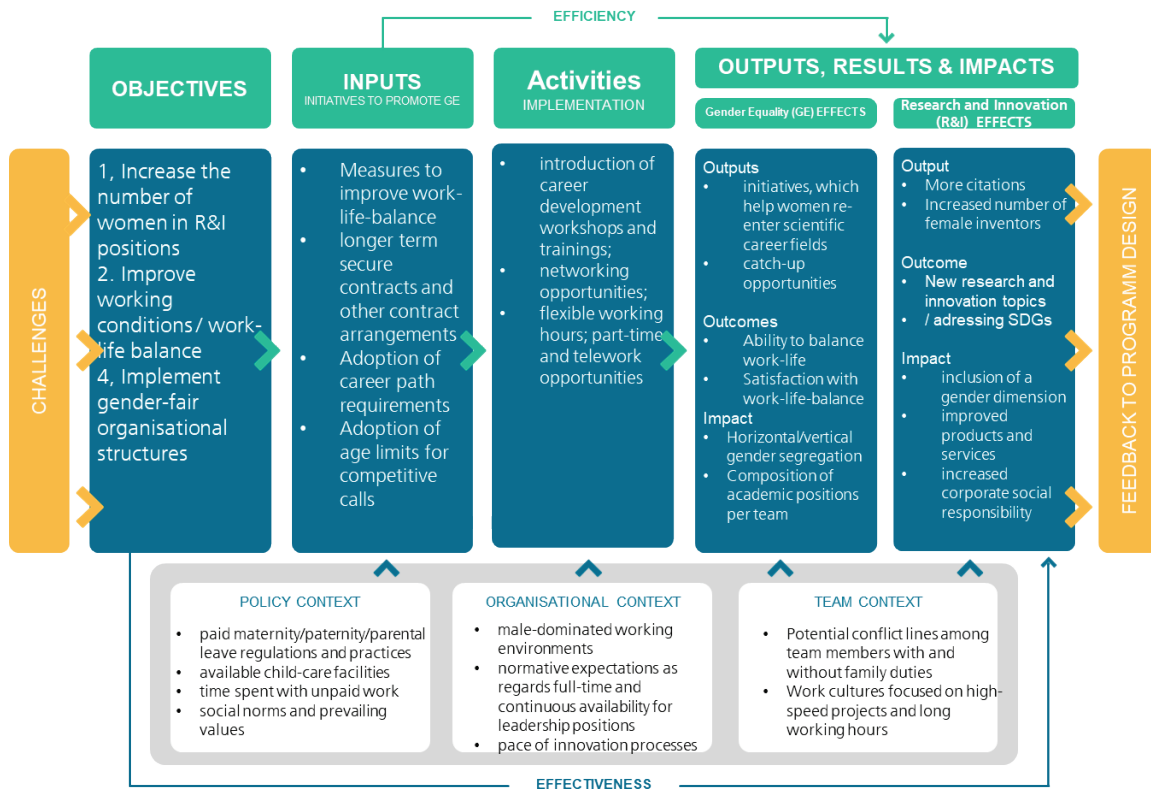 EFFICIENCY
OBJECTIVES
INPUTS
INITIATIVES TO PROMOTE GE
Activities
IMPLEMENTATION
OUTPUTS, RESULTS & IMPACTS
Gender Equality (GE) EFFECTS
Research and Innovation
(R&I) EFFECTS
CHALLENGES
1, Increase the
number of
women in R&I
positions
2. Improve
working
conditions / work-
life balance
4, Implement
gender-fair
organisational
structures
• Measures to
improve work-
life-balance
• longer term
secure
contracts and
other contract
arrangements
• Adoption of
career path
requirements
• Adoption of
age limits for
competitive
calls
• introduction of
career
development
workshops and
trainings;
• networking
opportunities;
• flexible working
hours; part-time
and telework
opportunities
Outputs
• initiatives, which
help women re-
enter scientific
career fields
• catch-up
opportunities
Outcomes
• Ability to balance
work-life
• Satisfaction with
work-life-balance
Impact
• Horizontal/vertical
gender segregation
• Composition of
academic positions
per team
Output
• More citations
• Increased number of
female inventors
Outcome
• New research and
innovation topics
• / adressing SDGs
Impact
• inclusion of a
gender dimension
• improved
products and
services
• increased
corporate social
responsibility
FEEDBACK TO PROGRAMM DESIGN
POLICY CONTEXT
• paid maternity/paternity/parental
leave regulations and practices
• available child-care facilities
• time spent with unpaid work
• social norms and prevailing
values
ORGANISATIONAL CONTEXT
• male-dominated working
environments
• normative expectations as
regards full-time and
continuous availability for
leadership positions
• pace of innovation processes
TEAM CONTEXT
• Potential conflict lines among
team members with and
without family duties
• Work cultures focused on high-
speed projects and long
working hours
EFFECTIVENESS